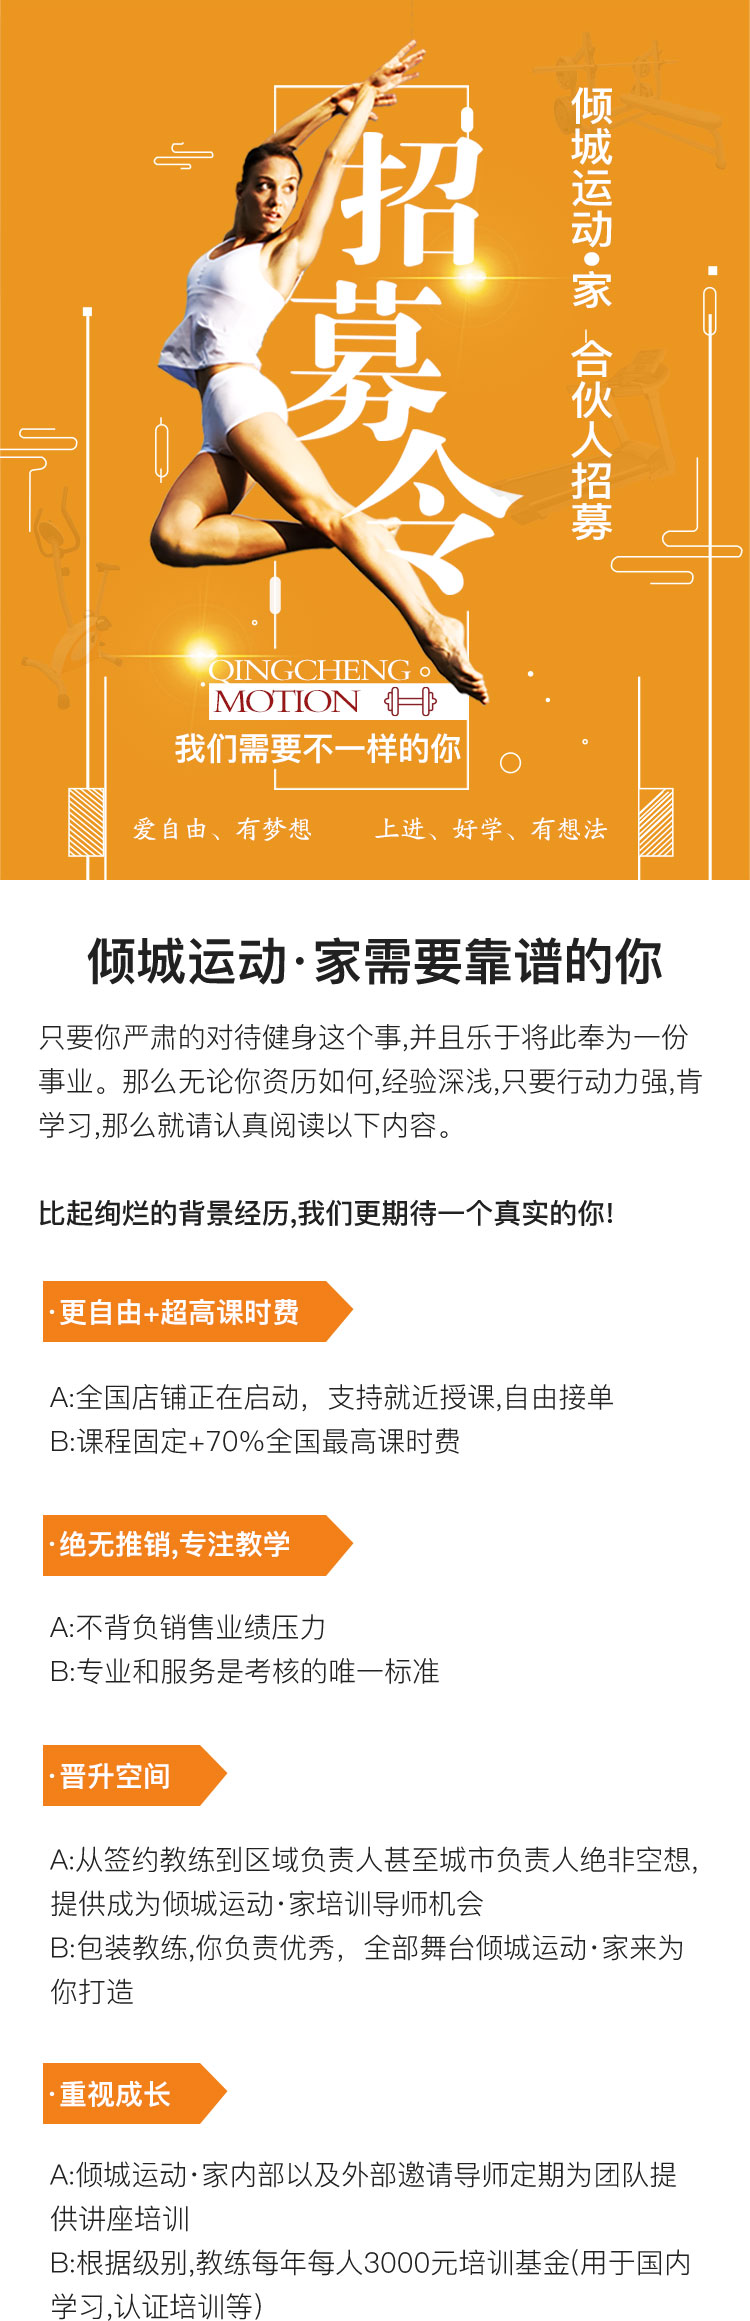 招募令
倾城运动•家 合伙人招募
QINGCHENG
MOTION
我们需要不一样的你
爱自由、有梦想 上进、好学、有想法
倾城运动·家需要靠谱的你
只要你严肃的对待健身这个事,并且乐于将此奉为一份
事业。那么无论你资历如何,经验深浅,只要行动力强,肯
学习,那么就请认真阅读以下内容。
比起绚烂的背景经历,我们更期待一个真实的你!
·更自由+超高课时费
A:全国店铺正在启动，支持就近授课,自由接单
B:课程固定+70%全国最高课时费
·绝无推销,专注教学
A:不背负销售业绩压力
B:专业和服务是考核的唯一标准
·晋升空间
A:从签约教练到区域负责人甚至城市负责人绝非空想,
提供成为倾城运动·家培训导师机会
B:包装教练,你负责优秀，全部舞台倾城运动·家来为
你打造
·重视成长
A:倾城运动·家内部以及外部邀请导师定期为团队提
供讲座培训
B:根据级别,教练每年每人3000元培训基金(用于国内
学习,认证培训等)